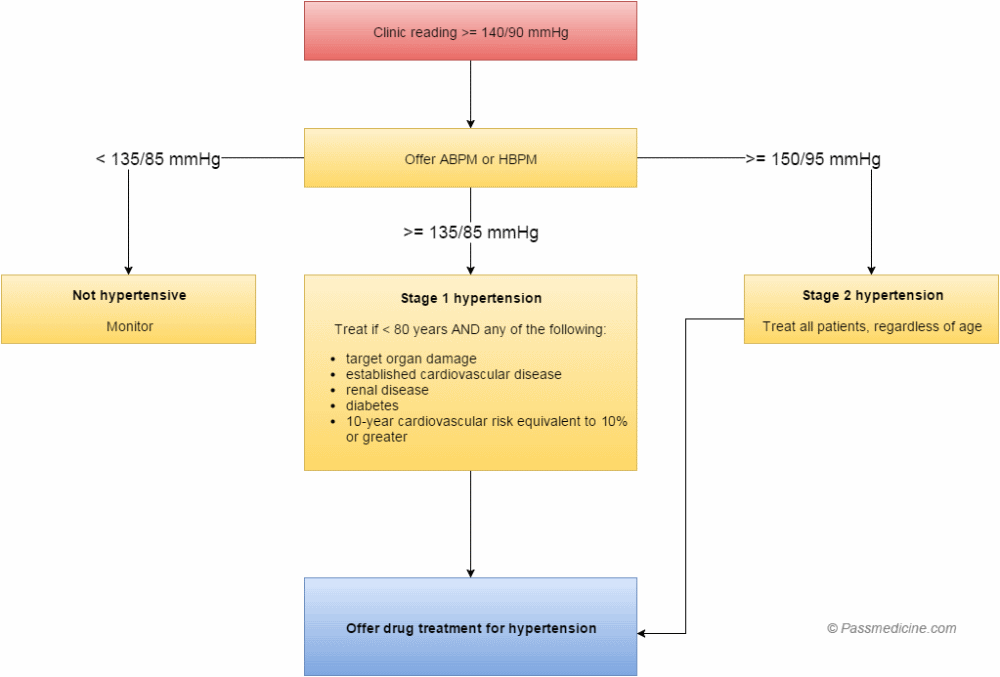 Clinic reading >= 140/90 mmHg
Offer ABPM or HBPM
< 135/85 mmHg
>= 150/95 mmHg
>= 135/85 mmHg
Not hypertensive
Monitor
Stage 1 hypertension
Treat if < 80 years AND any of the following:
• target organ damage
• established cardiovascular disease
• renal disease
• diabetes
• 10-year cardiovascular risk equivalent to 10%
or greater
Stage 2 hypertension
Treat all patients, regardless of age
Offer drug treatment for hypertension
© Passmedicine.com